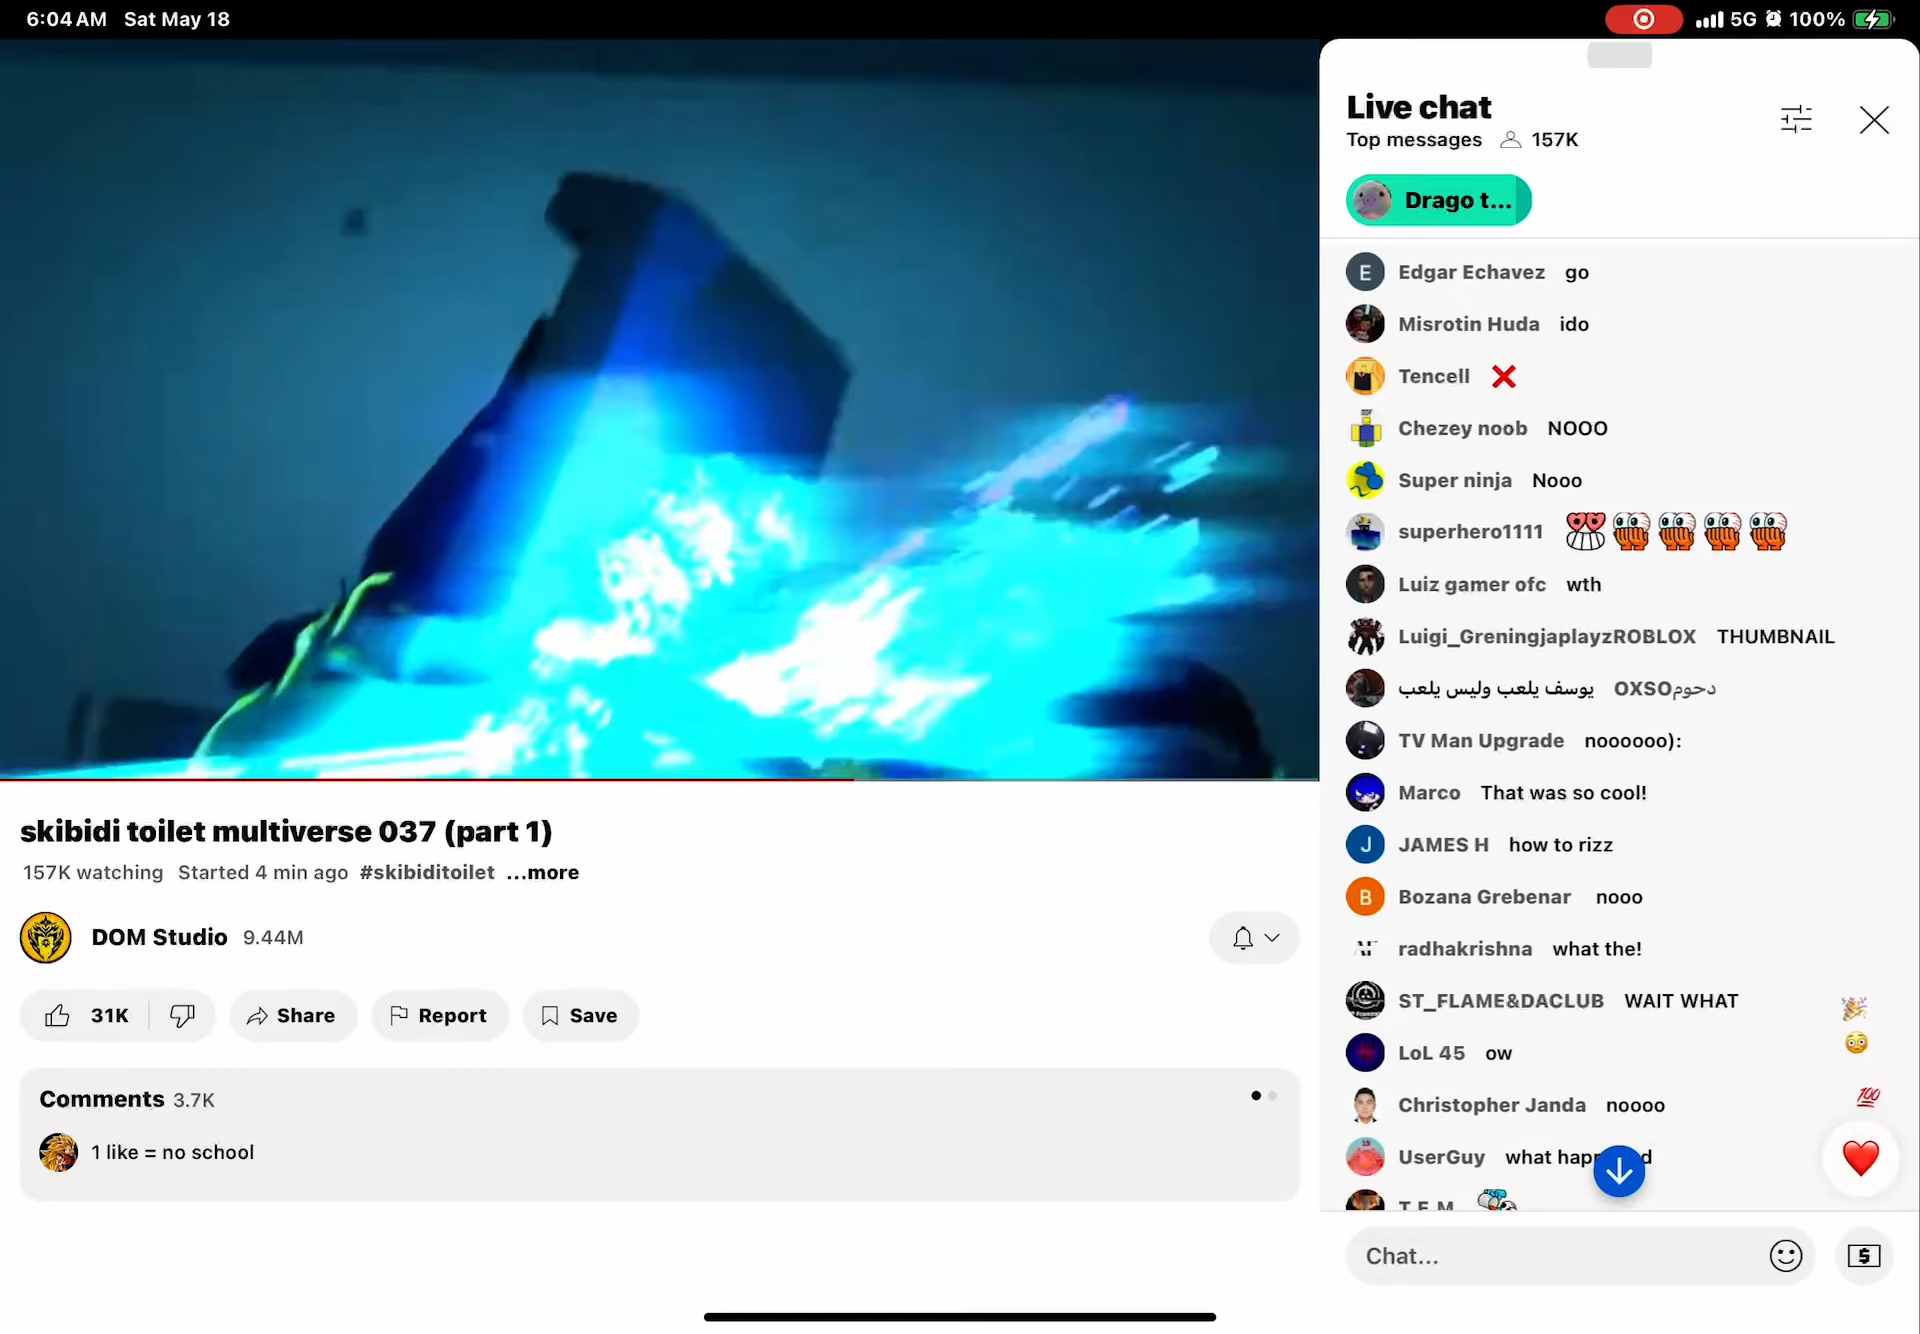 6:04 AM Sat May 18
5G 100%
Live chat
Top messages 157K
Drago t...
E Edgar Echavez go
Misrotin Huda ido
Tencell ❌
Chezey noob NOOO
Super ninja Nooo
superhero1111
Luiz gamer ofc wth
Luigi_GreningjaplayzROBLOX THUMBNAIL
يوسف يلعب وليس يلعب OXSOدحوم
TV Man Upgrade noooooo):
Marco That was so cool!
J JAMES H how to rizz
B Bozana Grebenar nooo
radhakrishna what the!
ST_FLAME&DACLUB WAIT WHAT
LoL 45 ow
Christopher Janda noooo
💯
UserGuy what
T.E.M
Chat...
skibidi toilet multiverse 037 (part 1)
157K watching Started 4 min ago #skibiditoilet ...more
DOM Studio 9.44M
31K Share Report Save
Comments 3.7K
1 like = no school